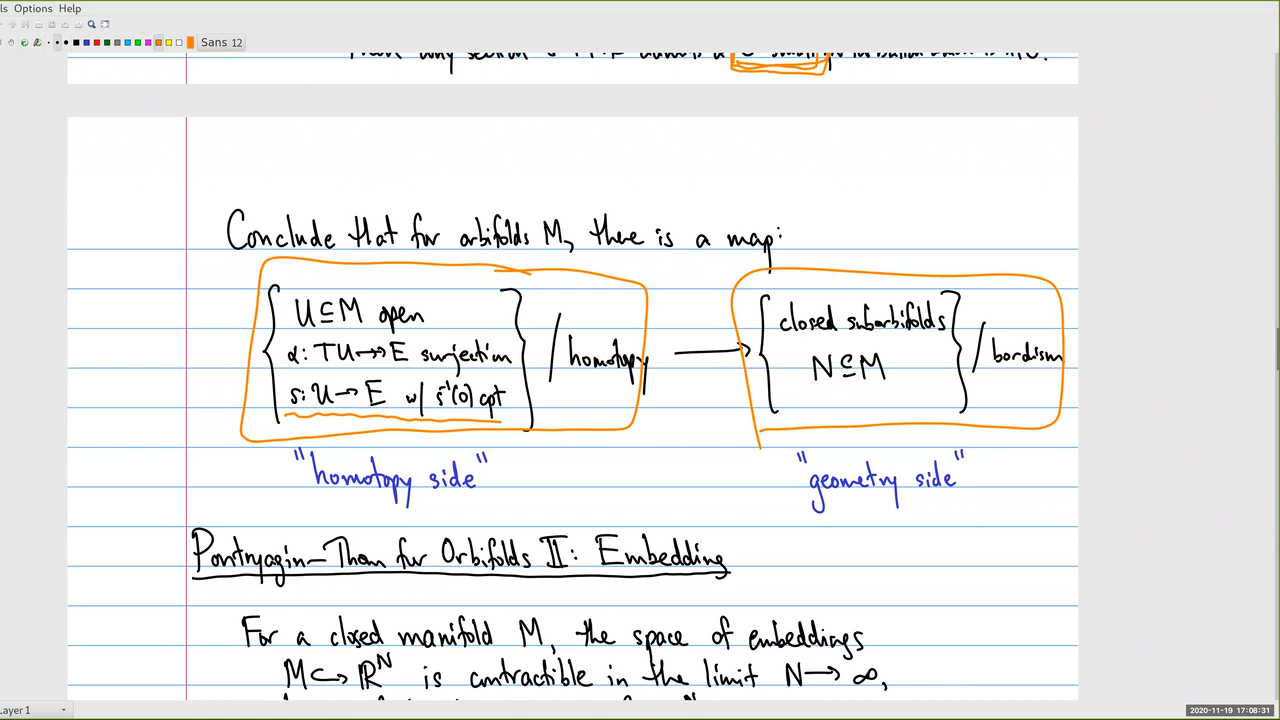 ls Options Help
Sans 12
Conclude that for orbifolds M, there is a map:
{ U ⊆ M open
α: TU ↠ E surjection
s: U → E w/ s⁻¹(0) cpt } / homotopy → { closed suborbifolds
N ⊆ M } / bordism
"homotopy side" "geometry side"
Pontryagin–Thom for Orbifolds II: Embedding
For a closed manifold M, the space of embeddings
M ↪ ℝᴺ is contractible in the limit N → ∞,
Layer 1
2020-11-19 17:08:31